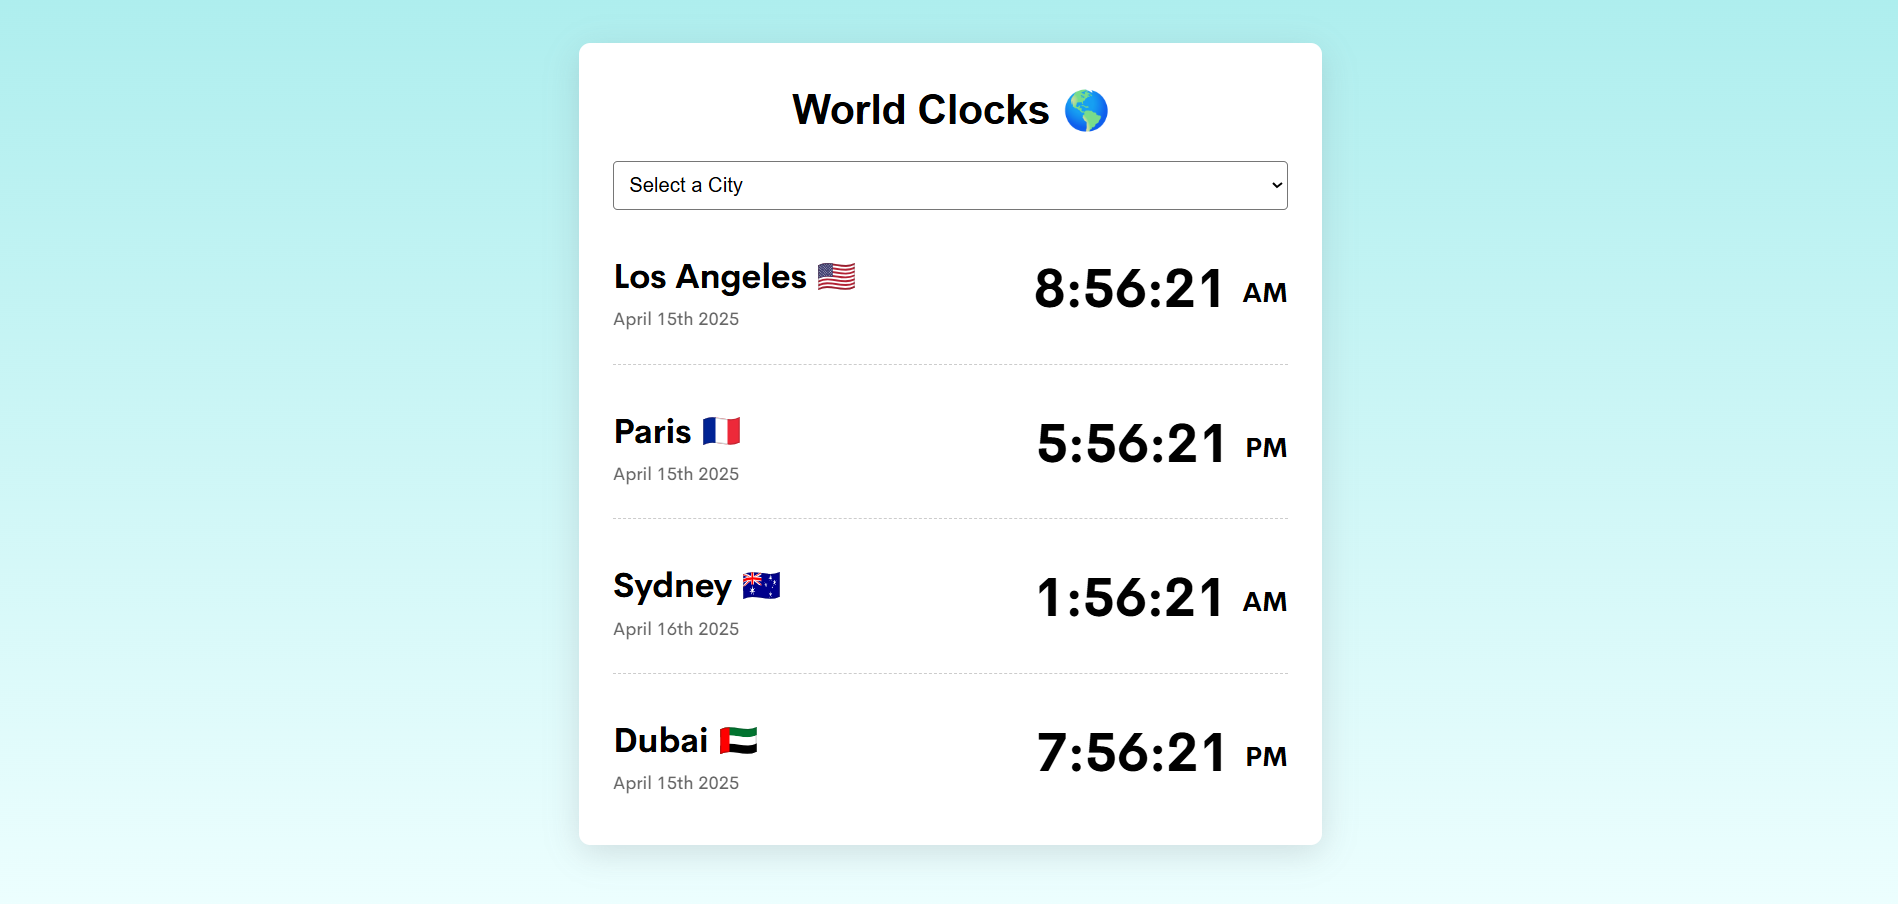 World Clocks 🌎
Select a City
Los Angeles 🇺🇸
8:56:21 AM
April 15th 2025
Paris 🇫🇷
5:56:21 PM
April 15th 2025
Sydney 🇦🇺
1:56:21 AM
April 16th 2025
Dubai 🇦🇪
7:56:21 PM
April 15th 2025